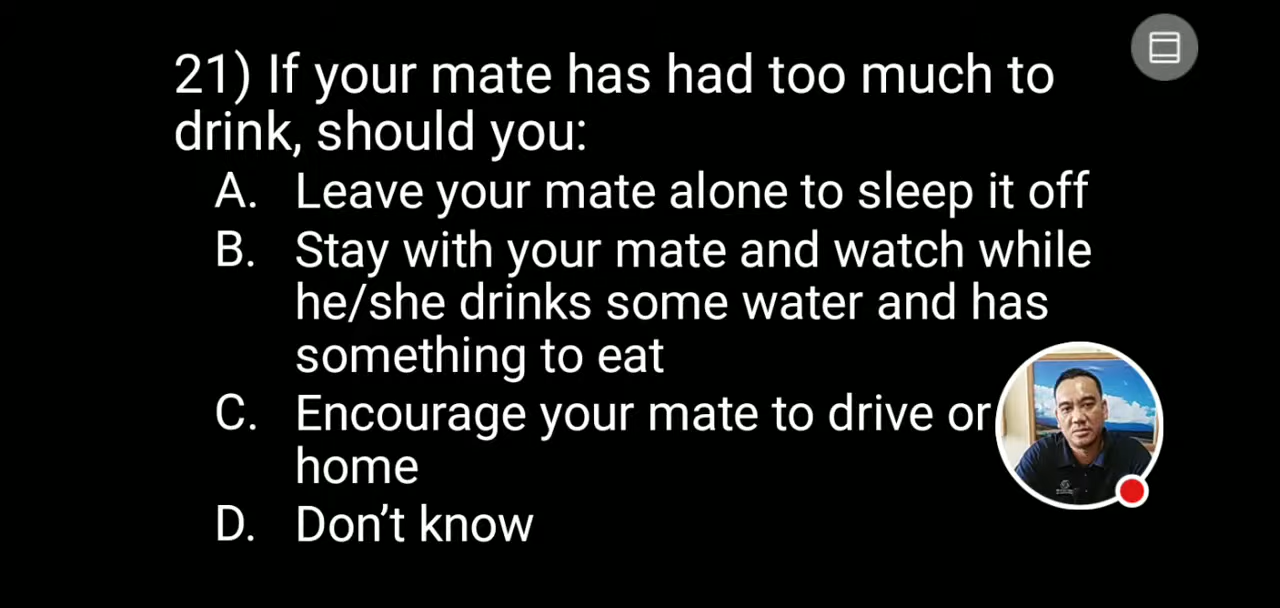 21) If your mate has had too much to
drink, should you:
A. Leave your mate alone to sleep it off
B. Stay with your mate and watch while
he/she drinks some water and has
something to eat
C. Encourage your mate to drive or
home
D. Don't know